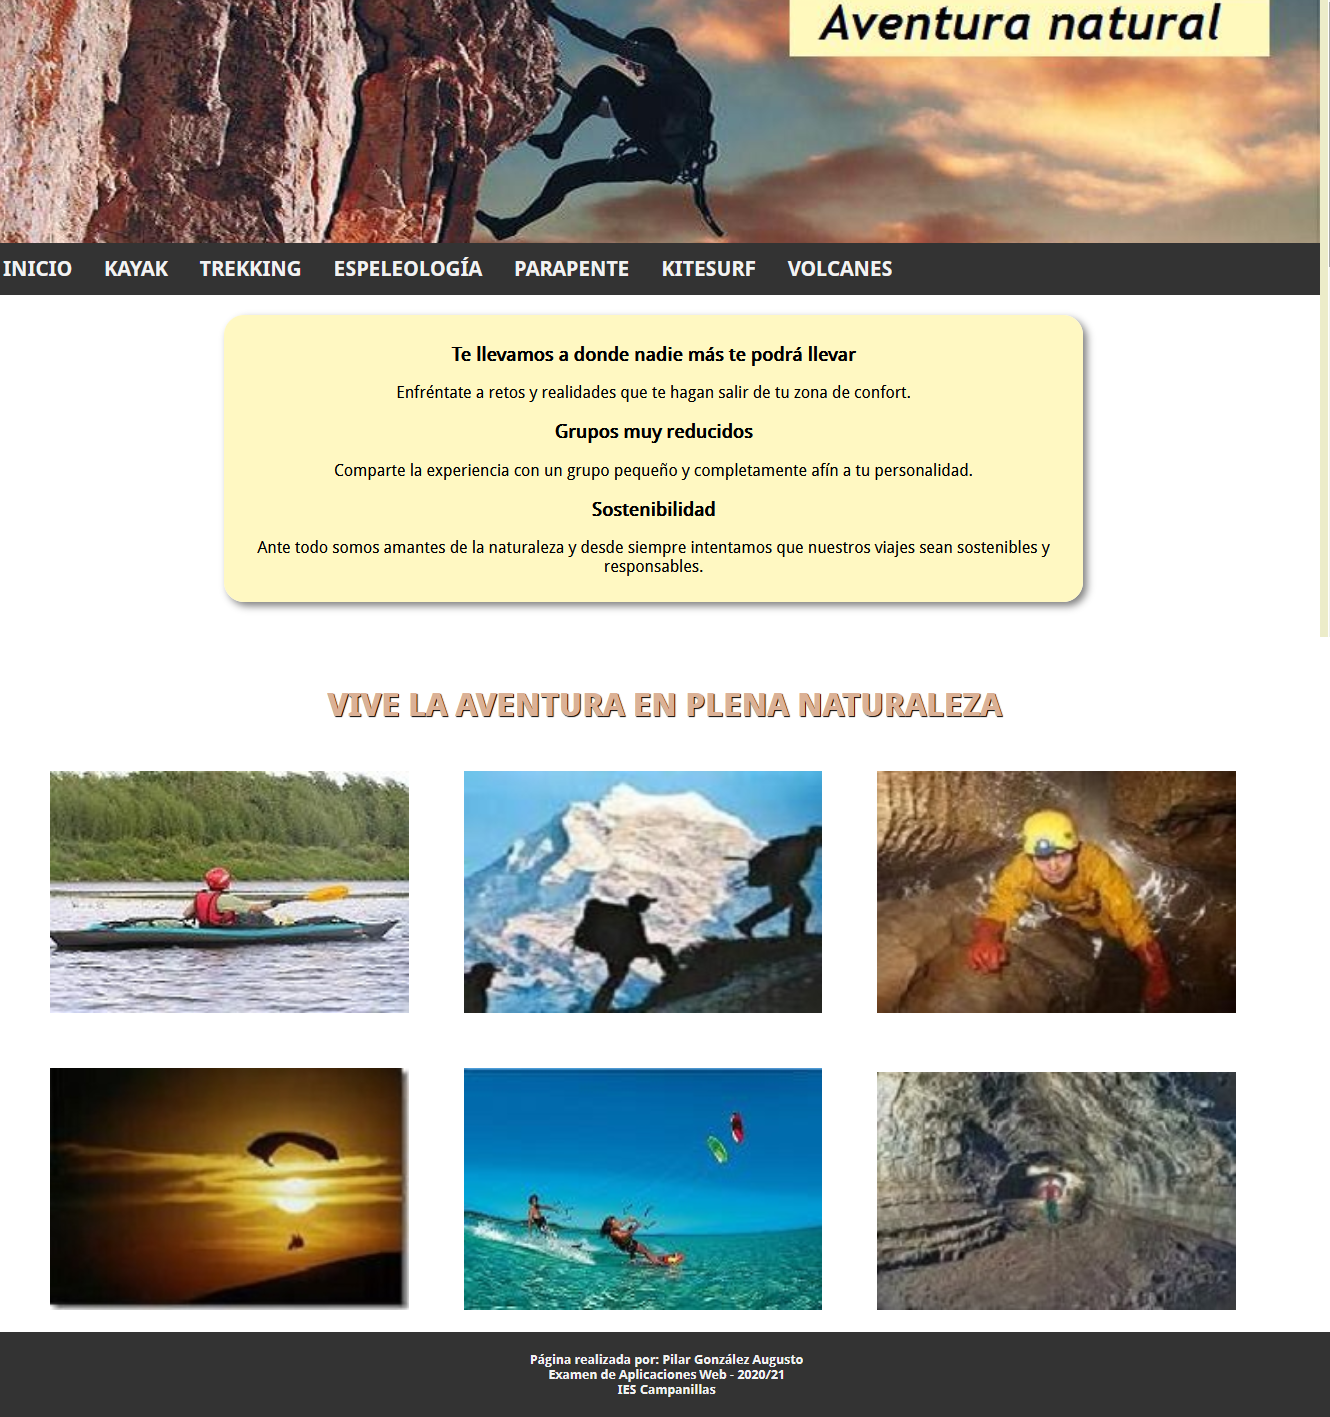 Aventura natural
INICIO KAYAK TREKKING ESPELEOLOGÍA PARAPENTE KITESURF VOLCANES
Te llevamos a donde nadie más te podrá llevar
Enfréntate a retos y realidades que te hagan salir de tu zona de confort.
Grupos muy reducidos
Comparte la experiencia con un grupo pequeño y completamente afín a tu personalidad.
Sostenibilidad
Ante todo somos amantes de la naturaleza y desde siempre intentamos que nuestros viajes sean sostenibles y
responsables.
VIVE LA AVENTURA EN PLENA NATURALEZA
Página realizada por: Pilar González Augusto
Examen de Aplicaciones Web - 2020/21
IES Campanillas